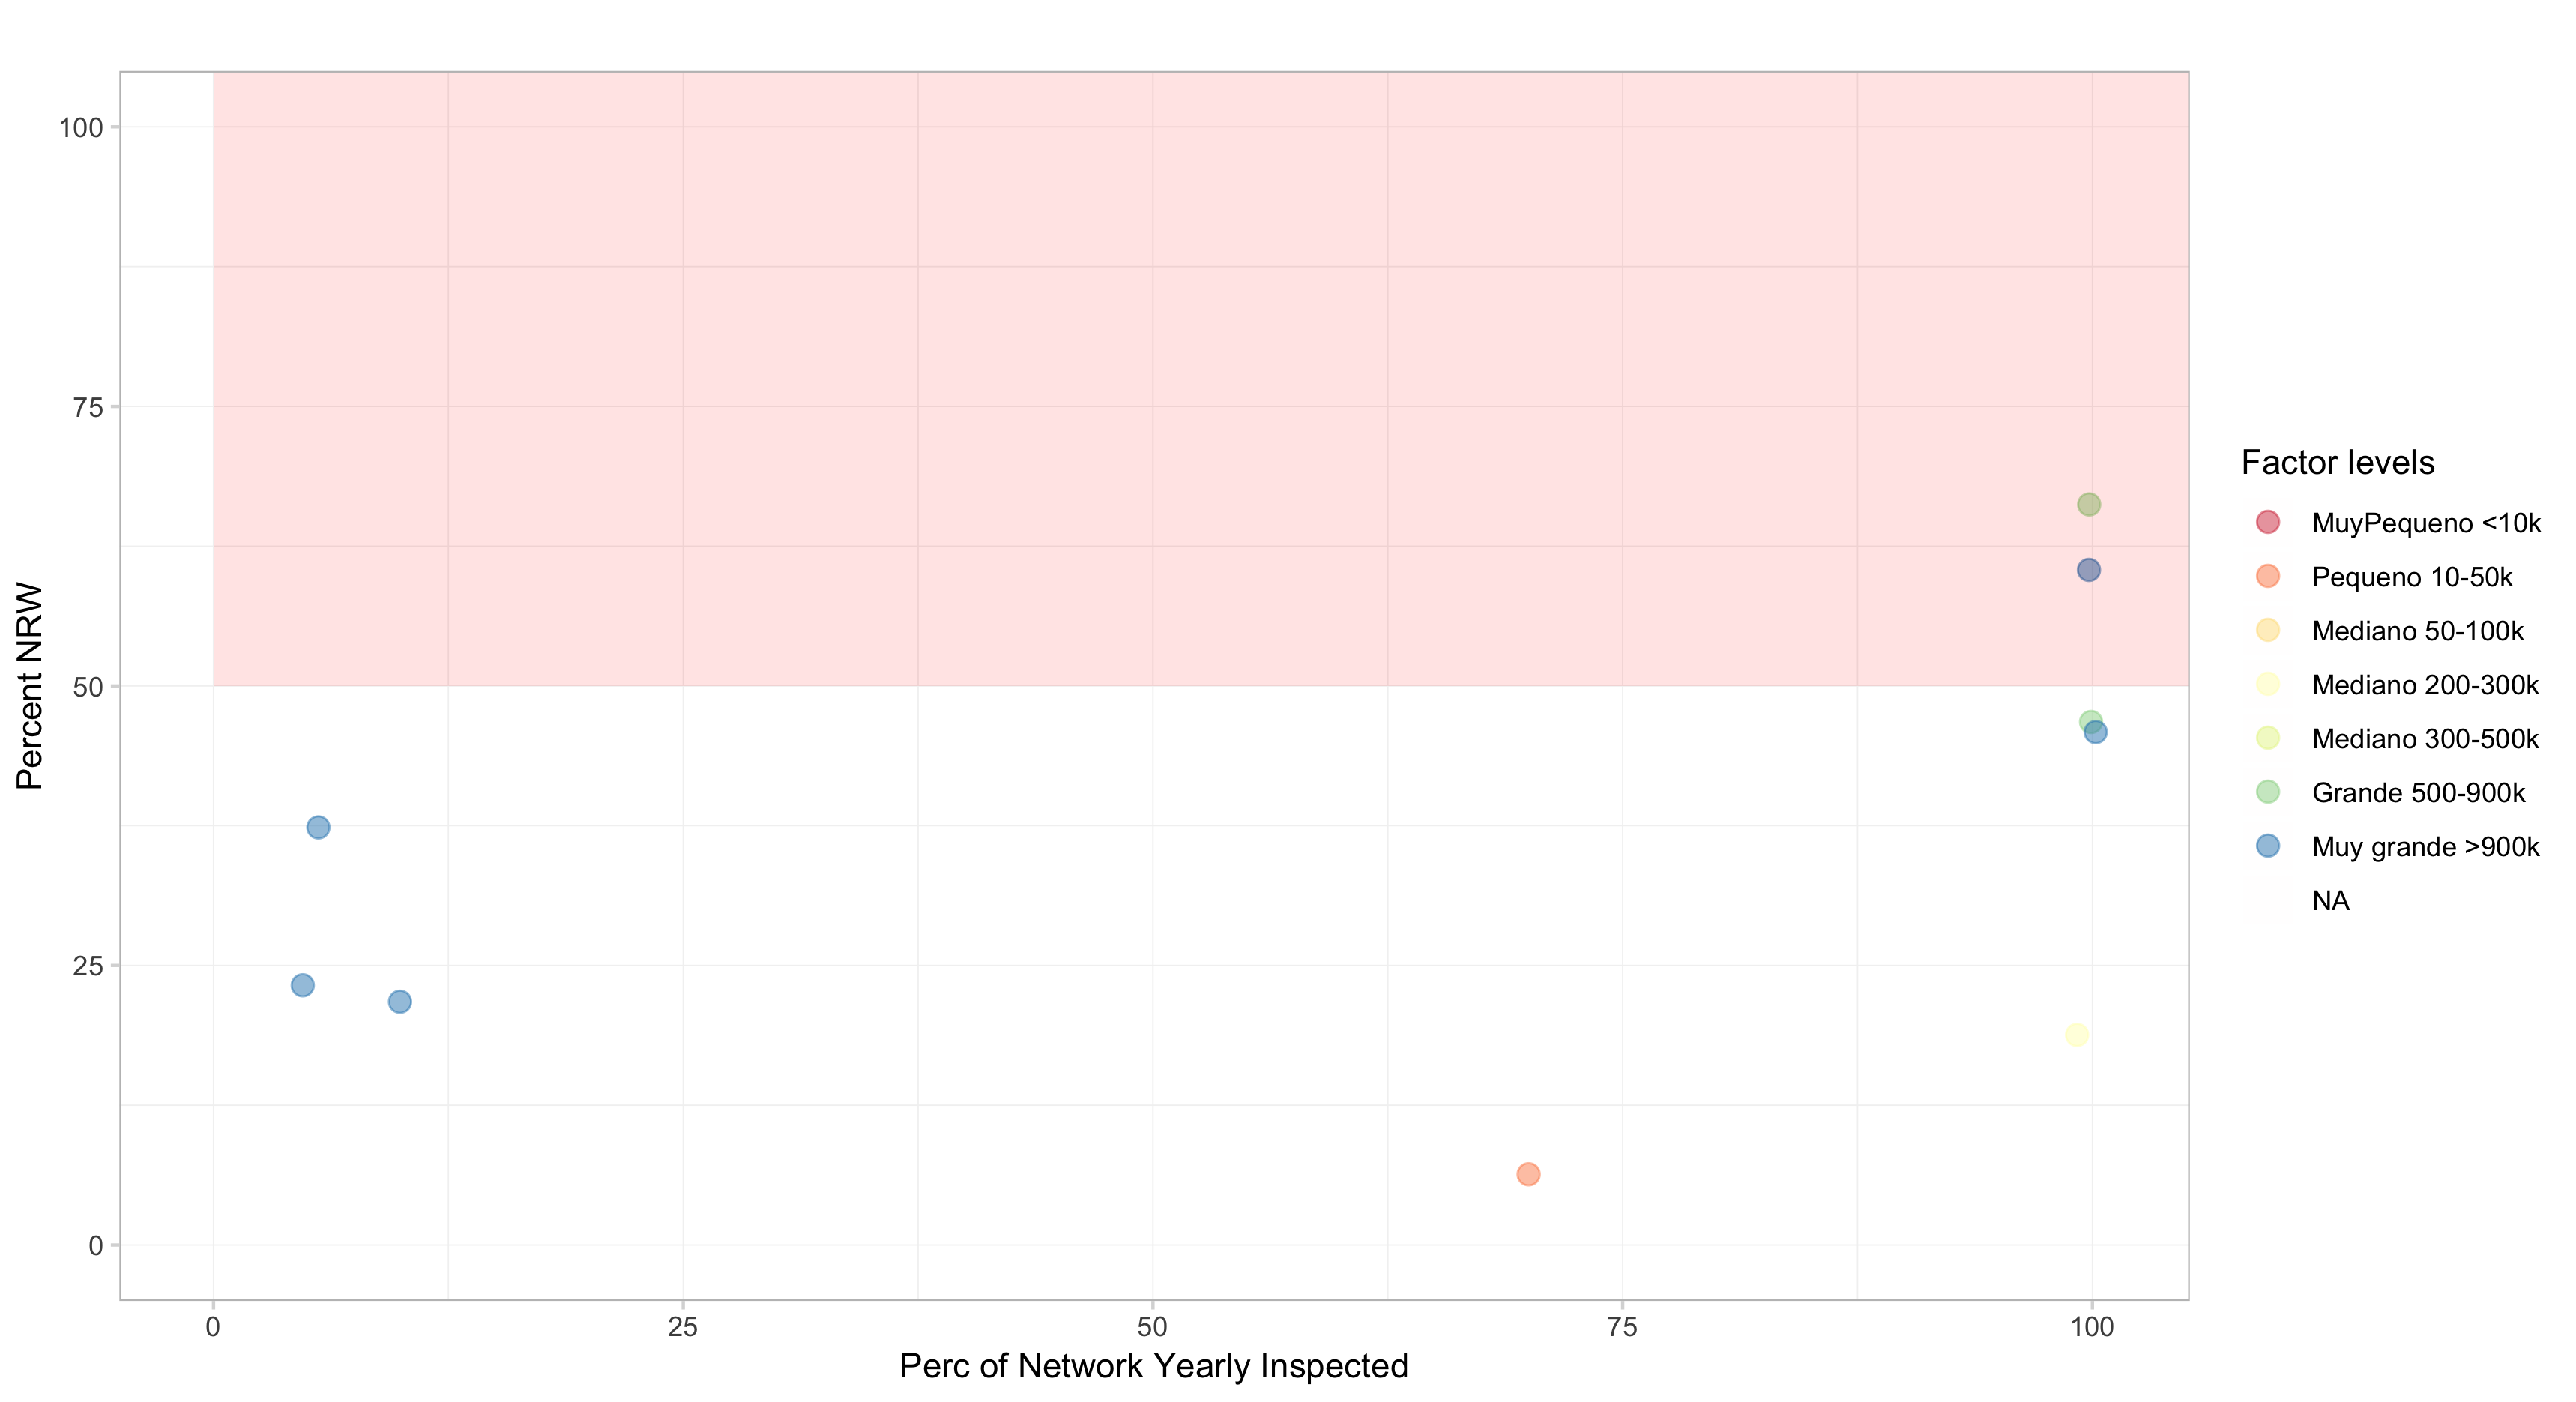 100
75
50
25
0
Percent NRW
0 25 50 75 100
Perc of Network Yearly Inspected
Factor levels
MuyPequeno <10k
Pequeno 10-50k
Mediano 50-100k
Mediano 200-300k
Mediano 300-500k
Grande 500-900k
Muy grande >900k
NA